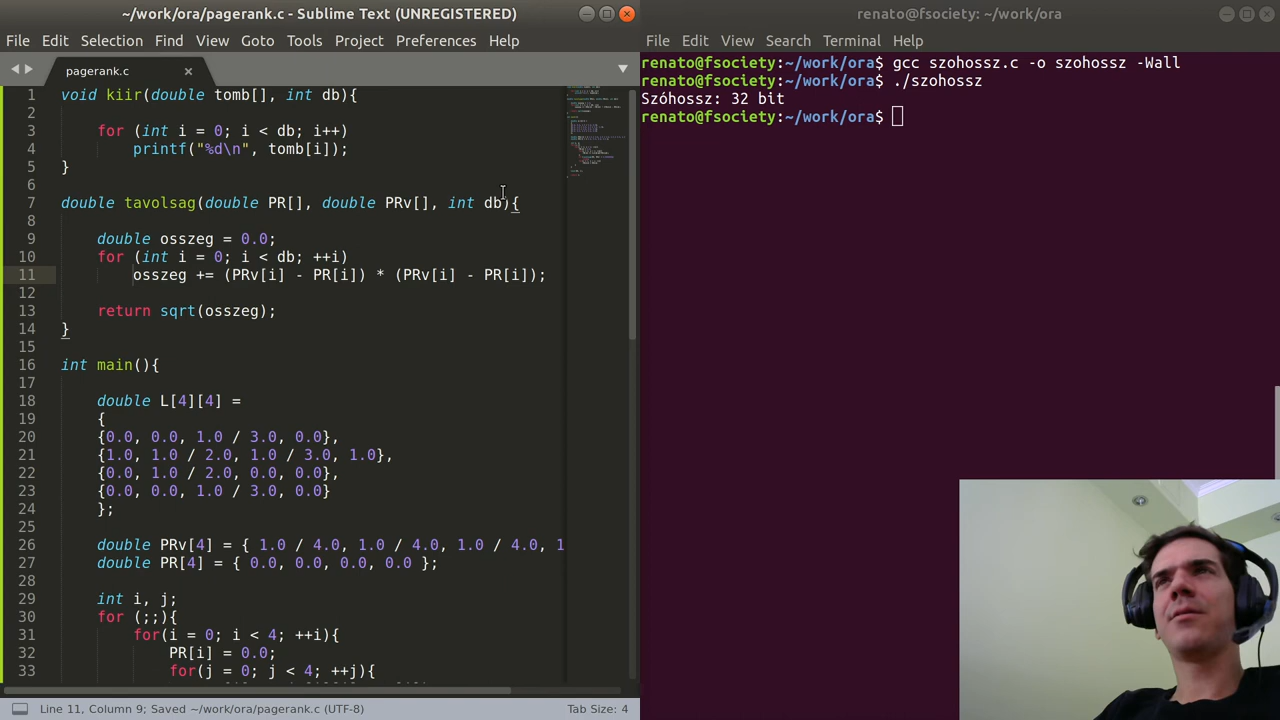 ~/work/ora/pagerank.c - Sublime Text (UNREGISTERED)
File Edit Selection Find View Goto Tools Project Preferences Help
pagerank.c ×
1 void kiir(double tomb[], int db){
2
3 for (int i = 0; i < db; i++)
4 printf("%d\n", tomb[i]);
5 }
6
7 double tavolsag(double PR[], double PRv[], int db){
8
9 double osszeg = 0.0;
10 for (int i = 0; i < db; ++i)
11 osszeg += (PRv[i] - PR[i]) * (PRv[i] - PR[i]);
12
13 return sqrt(osszeg);
14 }
15
16 int main(){
17
18 double L[4][4] =
19 {
20 {0.0, 0.0, 1.0 / 3.0, 0.0},
21 {1.0, 1.0 / 2.0, 1.0 / 3.0, 1.0},
22 {0.0, 1.0 / 2.0, 0.0, 0.0},
23 {0.0, 0.0, 1.0 / 3.0, 0.0}
24 };
25
26 double PRv[4] = { 1.0 / 4.0, 1.0 / 4.0, 1.0 / 4.0, 1
27 double PR[4] = { 0.0, 0.0, 0.0, 0.0 };
28
29 int i, j;
30 for (;;){
31 for(i = 0; i < 4; ++i){
32 PR[i] = 0.0;
33 for(j = 0; j < 4; ++j){
Line 11, Column 9; Saved ~/work/ora/pagerank.c (UTF-8) Tab Size: 4
renato@fsociety: ~/work/ora
File Edit View Search Terminal Help
renato@fsociety:~/work/ora$ gcc szohossz.c -o szohossz -Wall
renato@fsociety:~/work/ora$ ./szohossz
Szóhossz: 32 bit
renato@fsociety:~/work/ora$